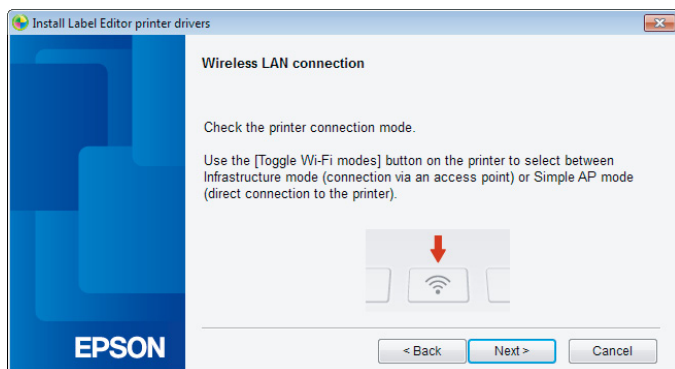 Install Label Editor printer drivers
Wireless LAN connection
Check the printer connection mode.
Use the [Toggle Wi-Fi modes] button on the printer to select between
Infrastructure mode (connection via an access point) or Simple AP mode
(direct connection to the printer).
EPSON
< Back
Next >
Cancel